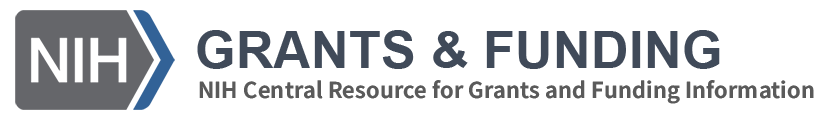 NIH
GRANTS & FUNDING
NIH Central Resource for Grants and Funding Information